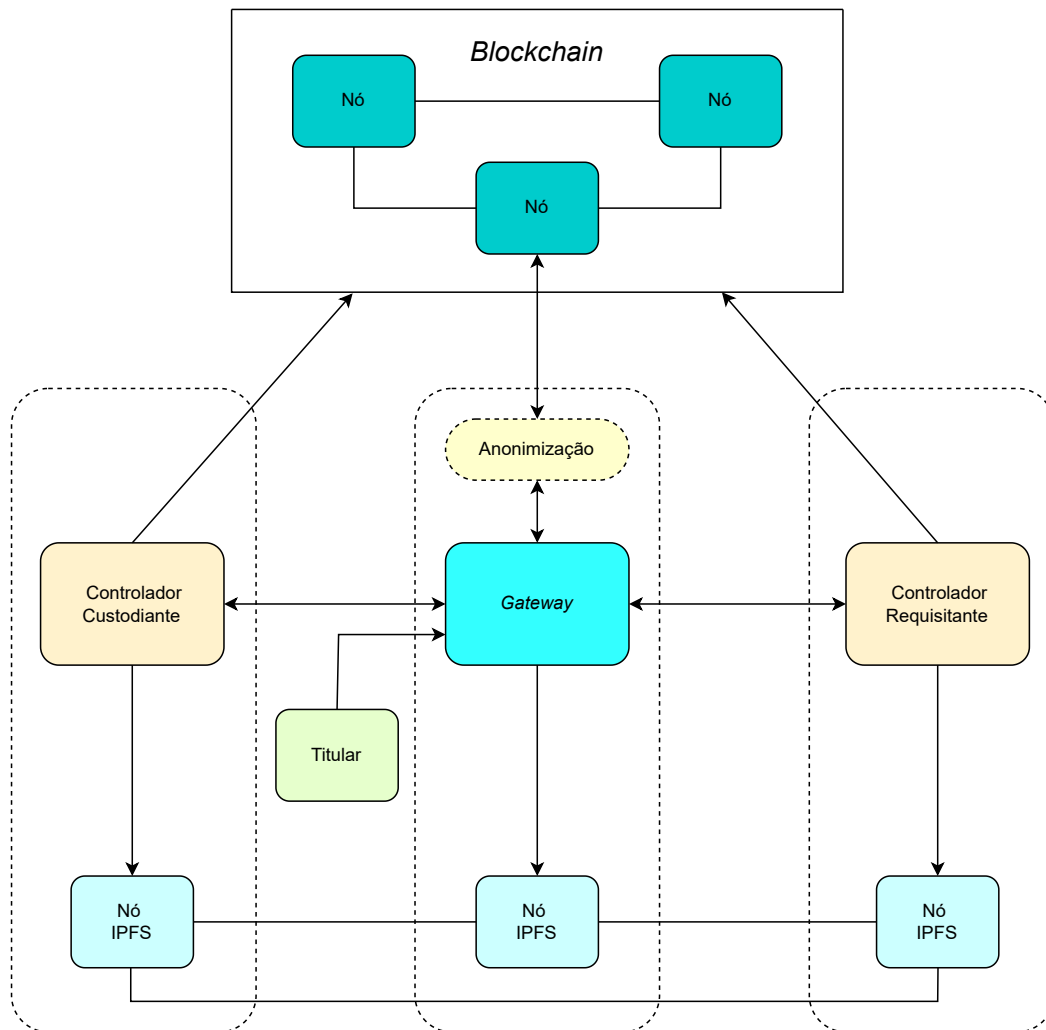 Blockchain
Nó
Nó
Nó
Anonimização
Controlador
Custodiante
Gateway
Controlador
Requisitante
Titular
Nó
IPFS
Nó
IPFS
Nó
IPFS